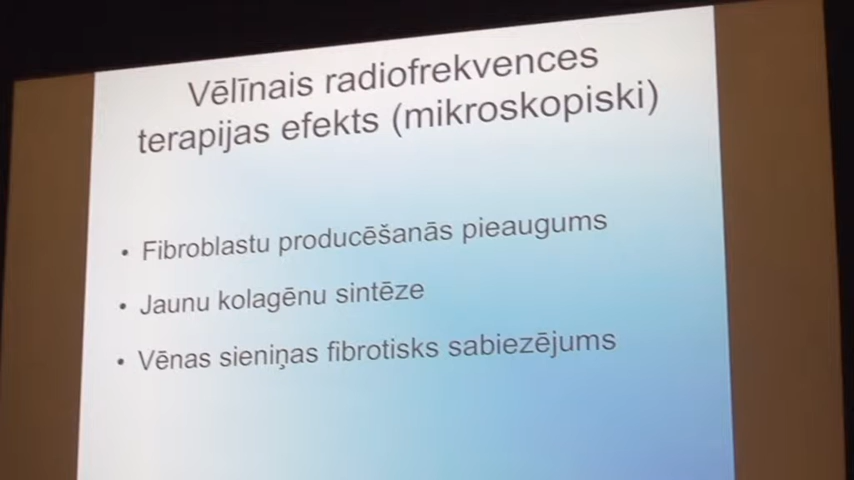 Vēlīnais radiofrekvences
terapijas efekts (mikroskopiski)
• Fibroblastu producēšanās pieaugums
• Jaunu kolagēnu sintēze
• Vēnas sieniņas fibrotisks sabiezējums